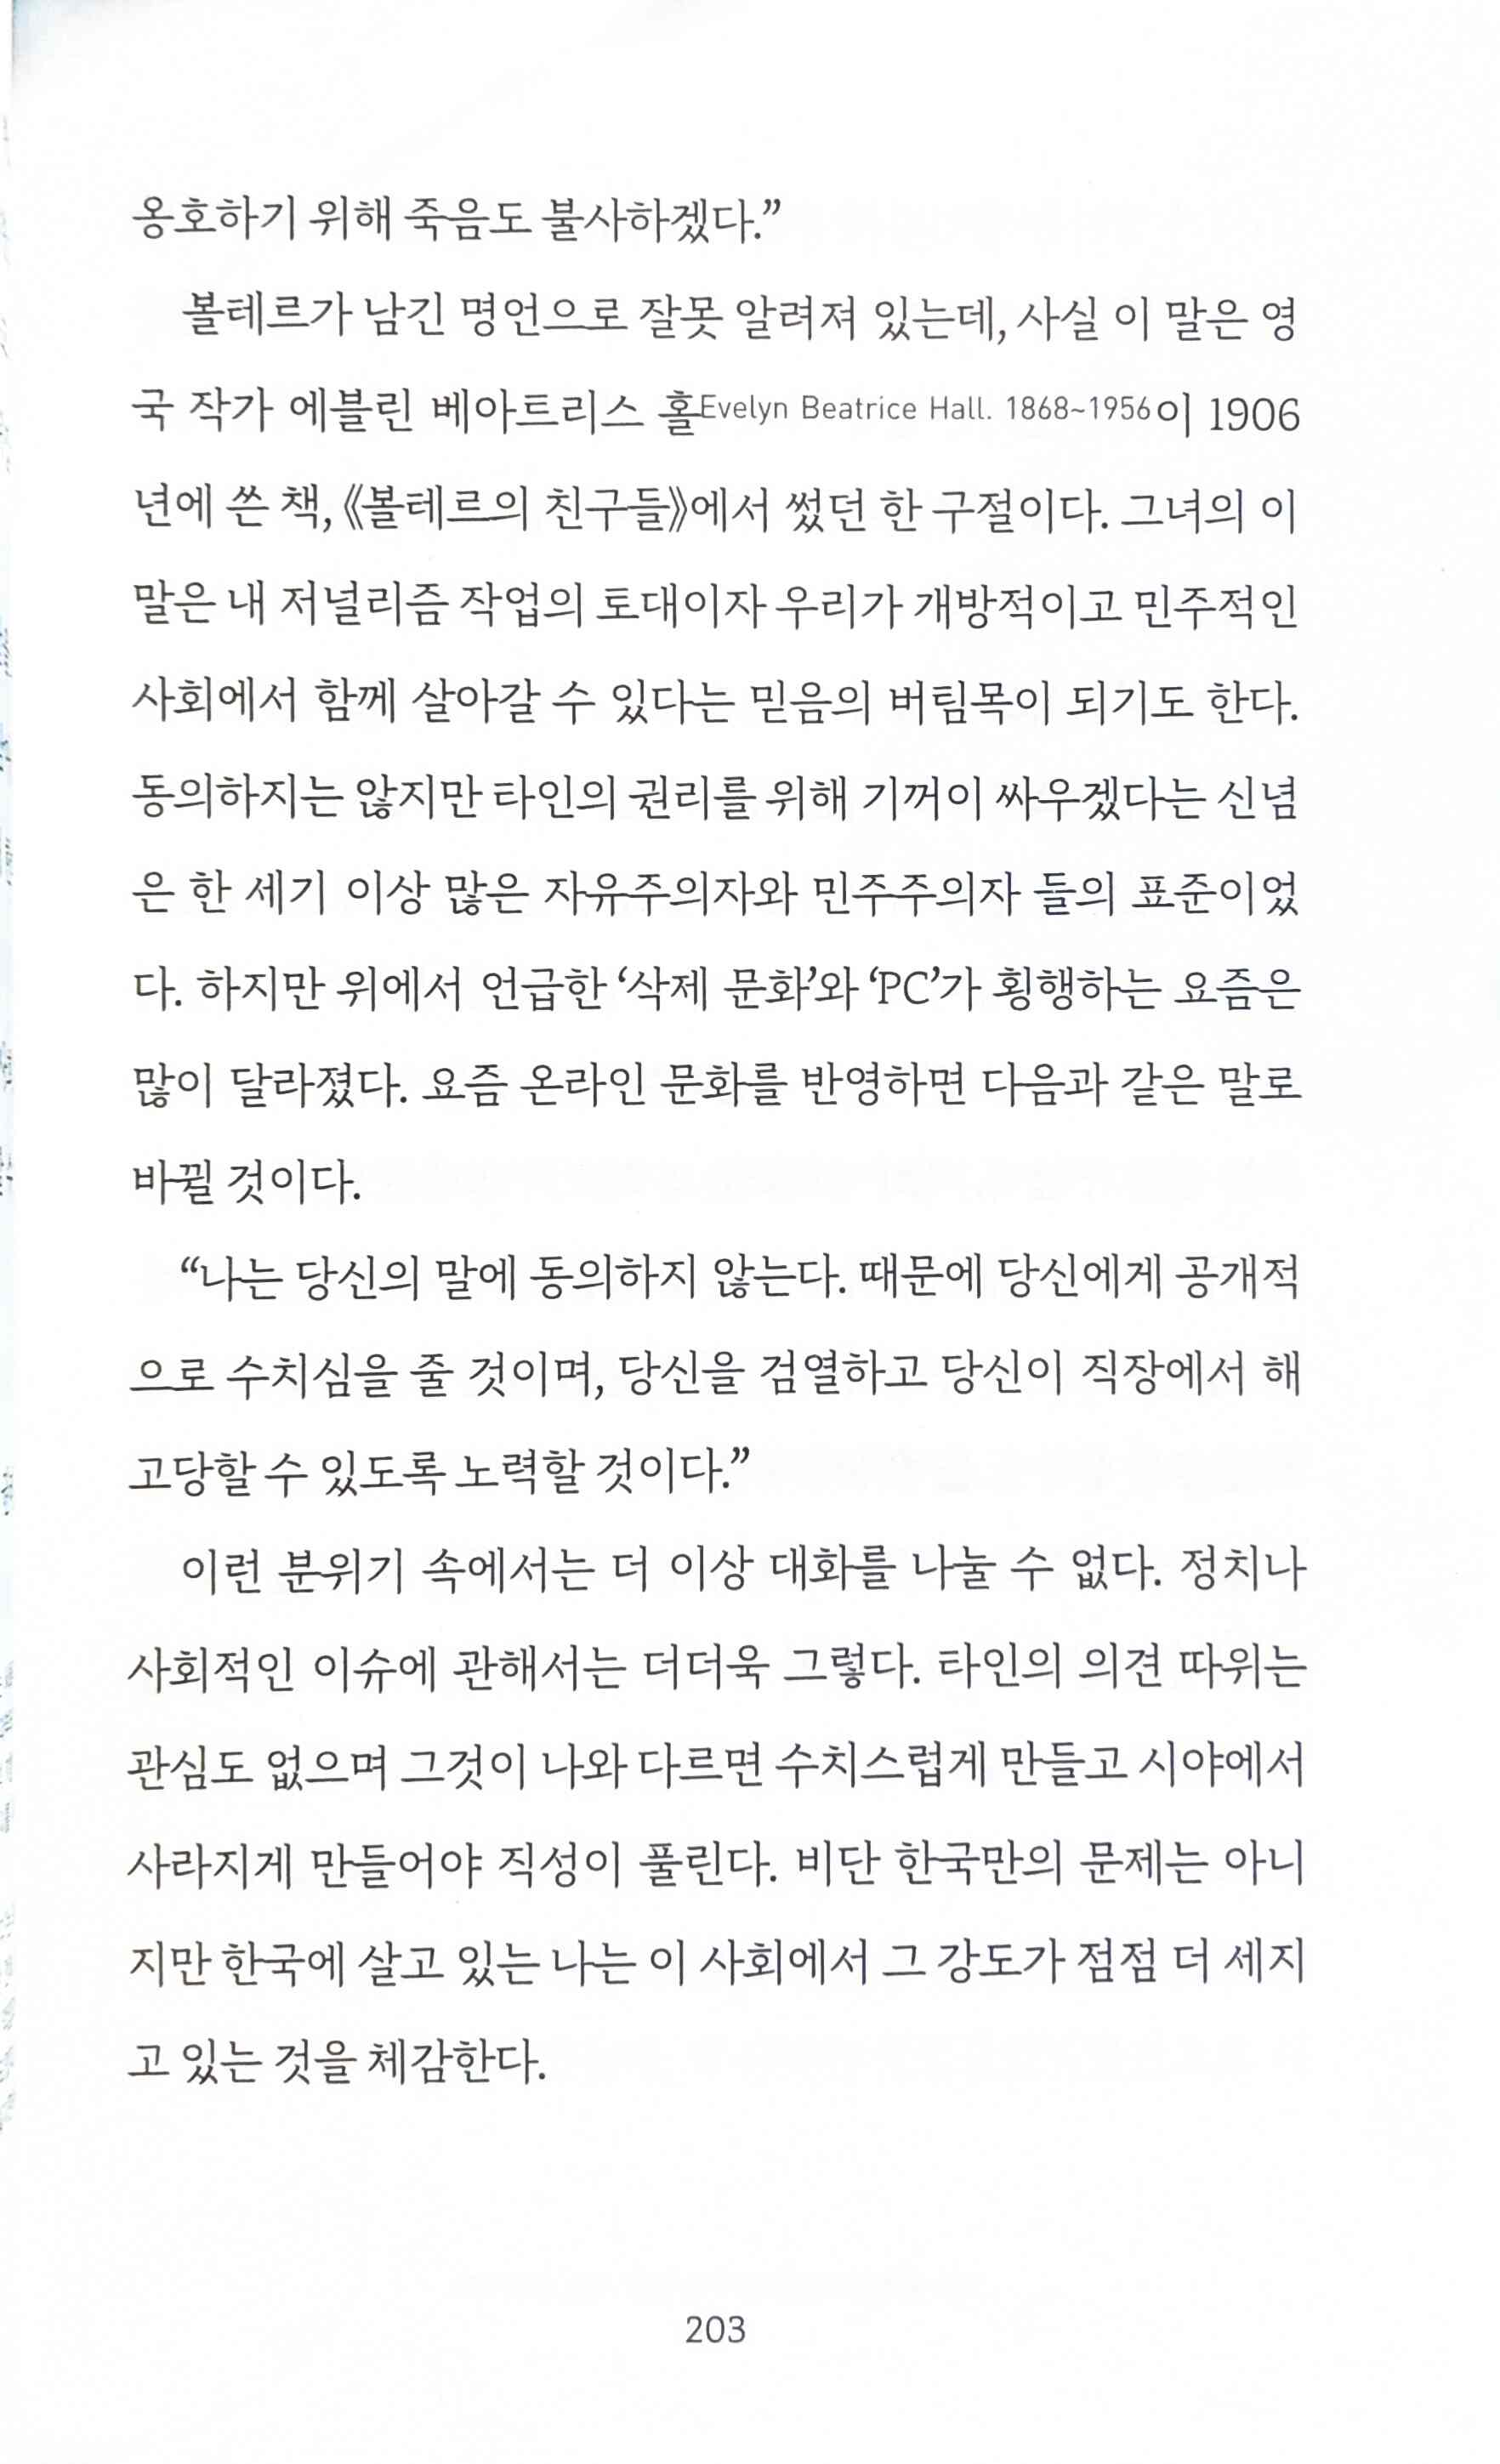 옹호하기 위해 죽음도 불사하겠다.”
볼테르가 남긴 명언으로 잘못 알려져 있는데, 사실 이 말은 영
국 작가 에블린 베아트리스 홀Evelyn Beatrice Hall. 1868~1956이 1906
년에 쓴 책, 《볼테르의 친구들》에서 썼던 한 구절이다. 그녀의 이
말은 내 저널리즘 작업의 토대이자 우리가 개방적이고 민주적인
사회에서 함께 살아갈 수 있다는 믿음의 버팀목이 되기도 한다.
동의하지는 않지만 타인의 권리를 위해 기꺼이 싸우겠다는 신념
은 한 세기 이상 많은 자유주의자와 민주주의자 들의 표준이었
다. 하지만 위에서 언급한 ‘삭제 문화’와 ‘PC’가 횡행하는 요즘은
많이 달라졌다. 요즘 온라인 문화를 반영하면 다음과 같은 말로
바뀔 것이다.
“나는 당신의 말에 동의하지 않는다. 때문에 당신에게 공개적
으로 수치심을 줄 것이며, 당신을 검열하고 당신이 직장에서 해
고당할 수 있도록 노력할 것이다.”
이런 분위기 속에서는 더 이상 대화를 나눌 수 없다. 정치나
사회적인 이슈에 관해서는 더더욱 그렇다. 타인의 의견 따위는
관심도 없으며 그것이 나와 다르면 수치스럽게 만들고 시야에서
사라지게 만들어야 직성이 풀린다. 비단 한국만의 문제는 아니
지만 한국에 살고 있는 나는 이 사회에서 그 강도가 점점 더 세지
고 있는 것을 체감한다.
203